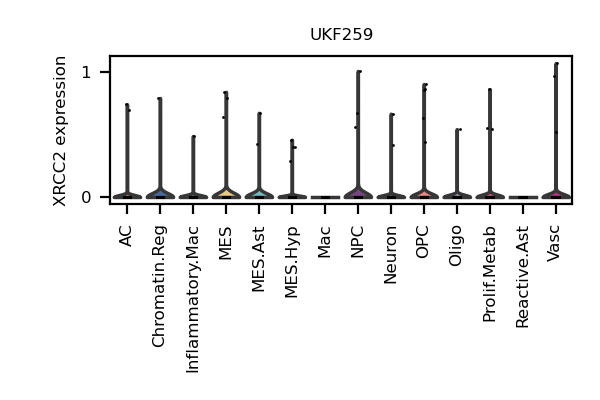 UKF259
XRCC2 expression
1
0
AC
Chromatin.Reg
Inflammatory.Mac
MES
MES.Ast
MES.Hyp
Mac
NPC
Neuron
OPC
Oligo
Prolif.Metab
Reactive.Ast
Vasc